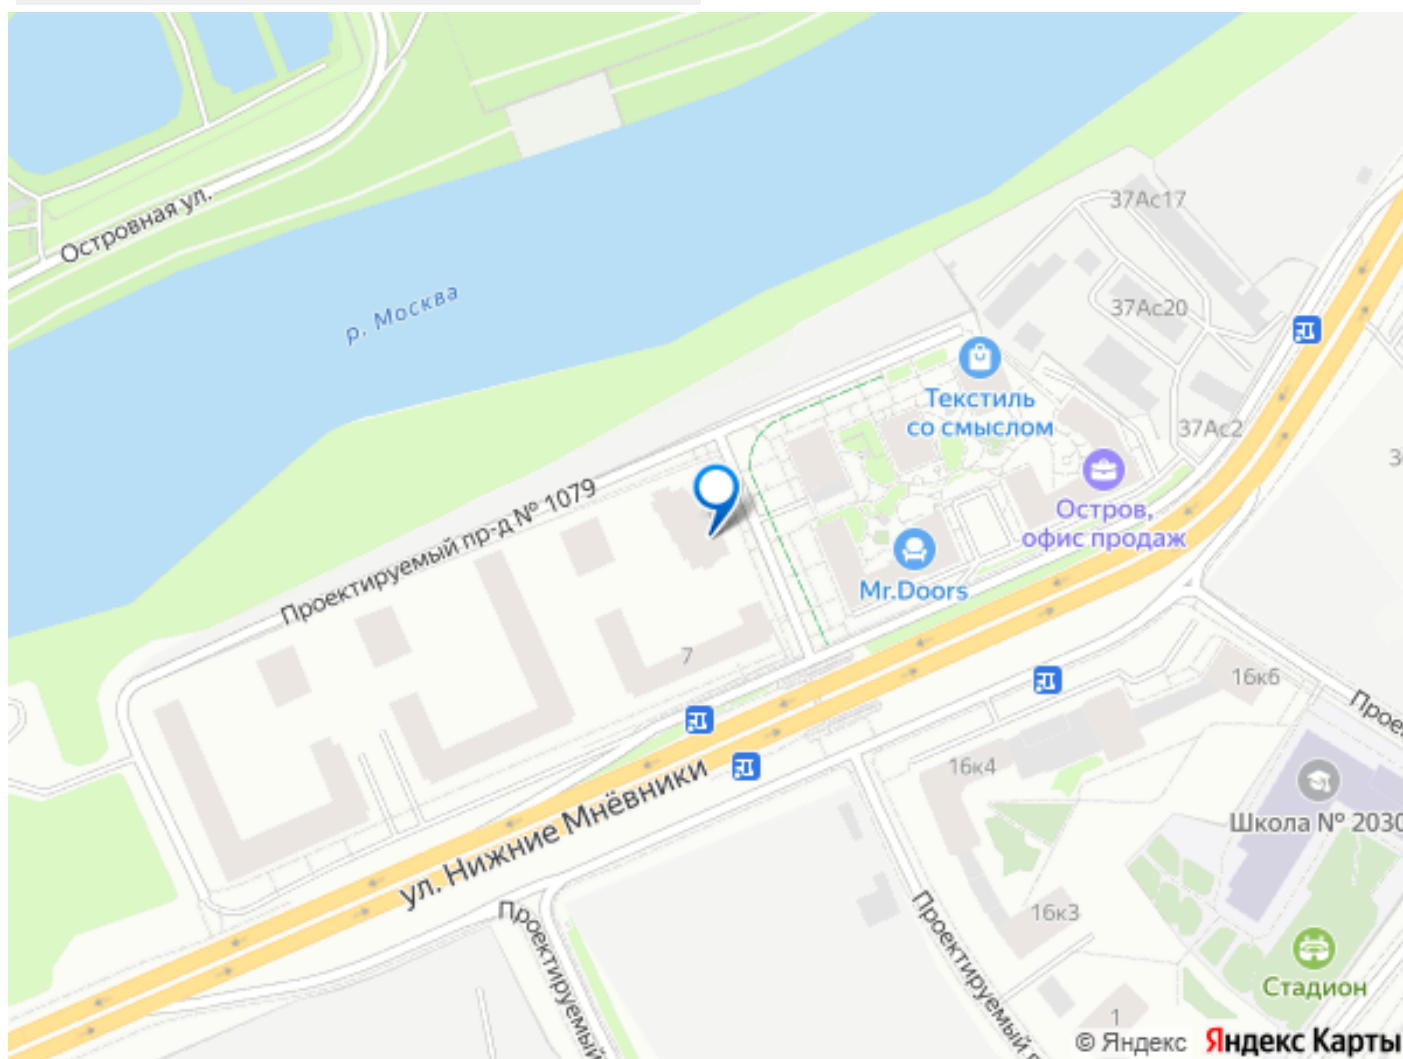 Островная ул.
р. Москва
37Ас17
37Ас20
Текстиль
со смыслом
37Ас2
Остров,
офис продаж
Проектируемый пр-д № 1079
Mr.Doors
7
16к6
16к4
Школа № 2030
ул. Нижние Мнёвники
16к3
Проектируемый
Проектируемый п
Стадион
1
© Яндекс Яндекс Карты